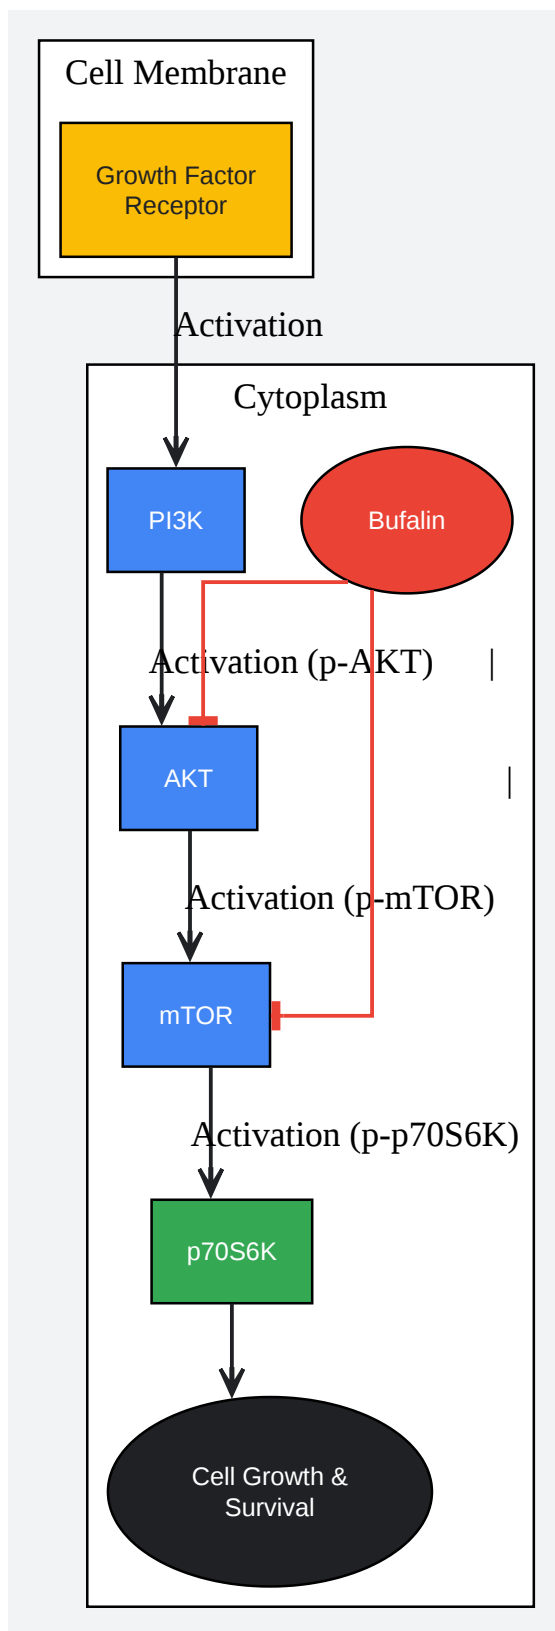 Cell Membrane
Growth Factor
Receptor
Activation
Cytoplasm
PI3K
Bufalin
Activation (p-AKT)
|
AKT
|
Activation (p-mTOR)
mTOR
Activation (p-p70S6K)
p70S6K
Cell Growth &
Survival